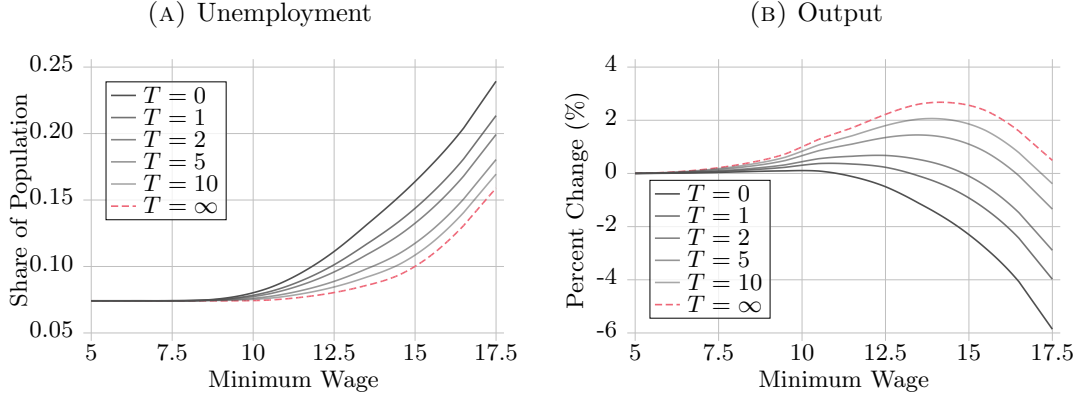 (A) Unemployment
Share of Population
0.25
0.20
0.15
0.10
0.05
T = 0
T = 1
T = 2
T = 5
T = 10
T = ∞
5 7.5 10 12.5 15 17.5
Minimum Wage
(B) Output
Percent Change (%)
4
2
0
-2
-4
-6
T = 0
T = 1
T = 2
T = 5
T = 10
T = ∞
5 7.5 10 12.5 15 17.5
Minimum Wage